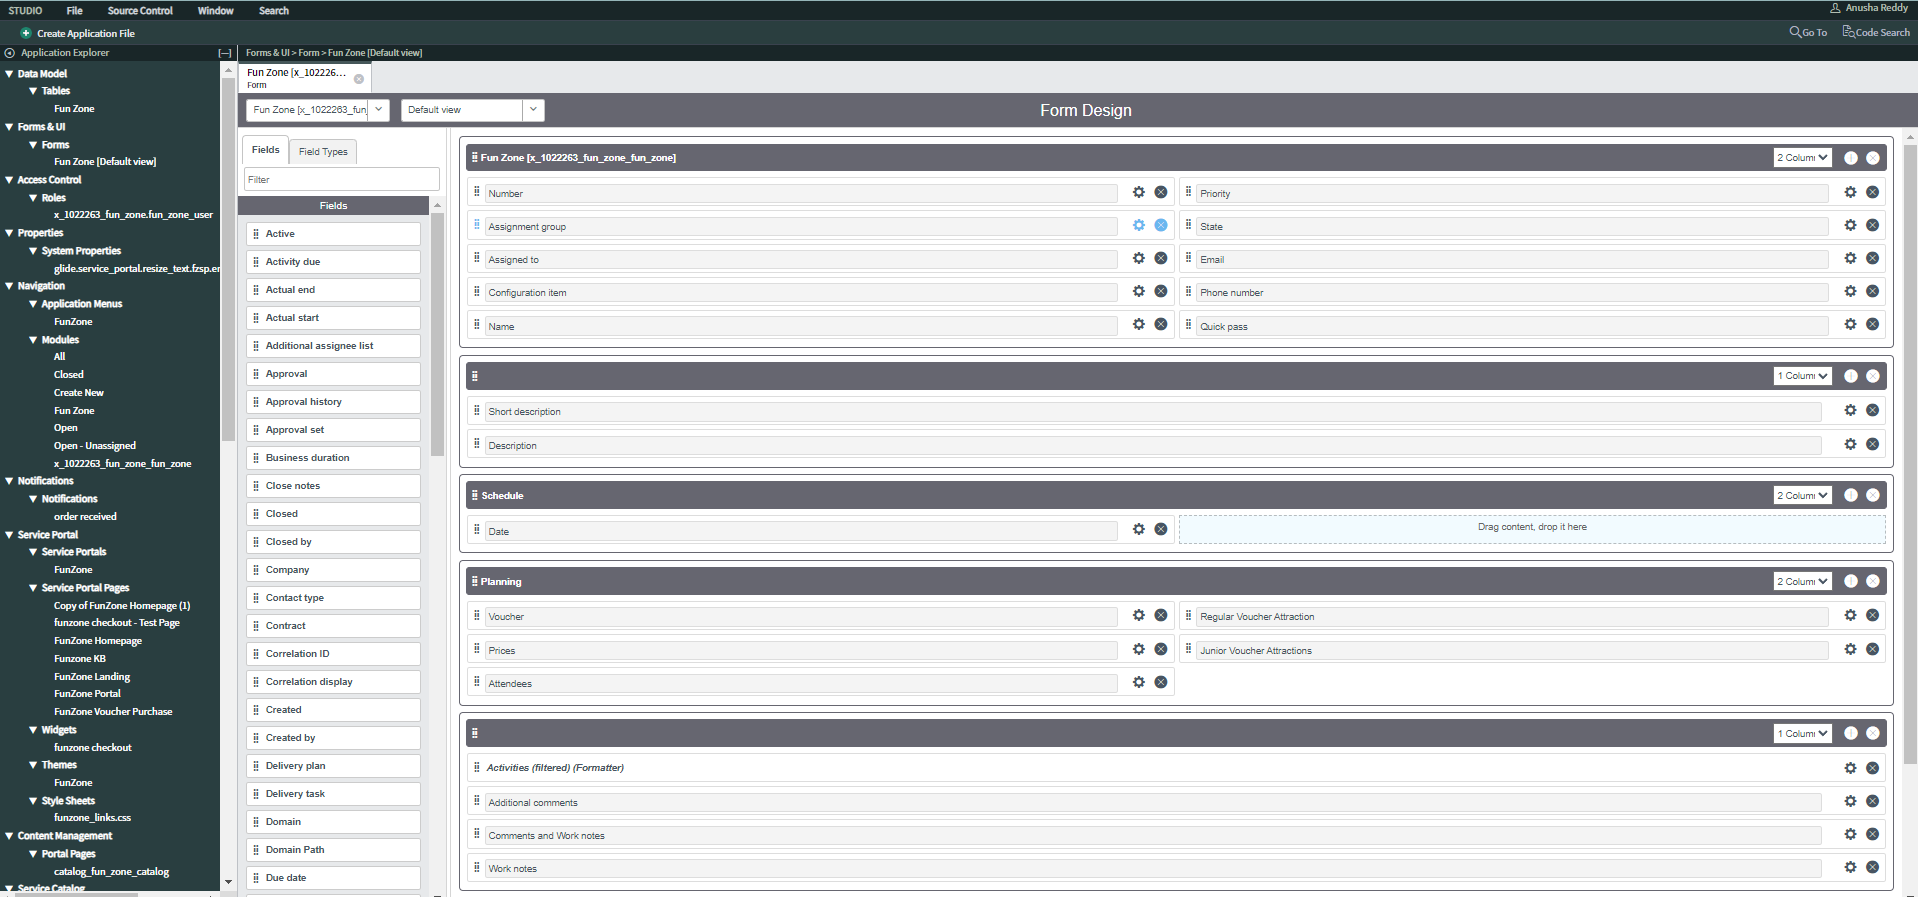 STUDIO File Source Control Window Search Anusha Reddy
Create Application File Go To Code Search
Application Explorer
Forms & UI > Form > Fun Zone [Default view]
Data Model
Tables
Fun Zone
Forms & UI
Forms
Fun Zone [Default view]
Access Control
Roles
x_1022263_fun_zone.fun_zone_user
Properties
System Properties
glide.service_portal.resize_text.fzsp.er
Navigation
Application Menus
FunZone
Modules
All
Closed
Create New
Fun Zone
Open
Open - Unassigned
x_1022263_fun_zone_fun_zone
Notifications
Notifications
order received
Service Portal
Service Portals
FunZone
Service Portal Pages
Copy of FunZone Homepage (1)
funzone checkout - Test Page
FunZone Homepage
Funzone KB
FunZone Landing
FunZone Portal
FunZone Voucher Purchase
Widgets
funzone checkout
Themes
FunZone
Style Sheets
funzone_links.css
Content Management
Portal Pages
catalog_fun_zone_catalog
Service Catalog
Fun Zone [x_102226...
Form
Fun Zone [x_1022263_fun Default view Form Design
Fields Field Types
Filter
Fields
Active
Activity due
Actual end
Actual start
Additional assignee list
Approval
Approval history
Approval set
Business duration
Close notes
Closed
Closed by
Company
Contact type
Contract
Correlation ID
Correlation display
Created
Created by
Delivery plan
Delivery task
Domain
Domain Path
Due date
Fun Zone [x_1022263_fun_zone_fun_zone] 2 Colum
Number Priority
Assignment group State
Assigned to Email
Configuration item Phone number
Name Quick pass
1 Colum
Short description
Description
Schedule 2 Colum
Date Drag content, drop it here
Planning 2 Colum
Voucher Regular Voucher Attraction
Prices Junior Voucher Attractions
Attendees
1 Colum
Activities (filtered) (Formatter)
Additional comments
Comments and Work notes
Work notes